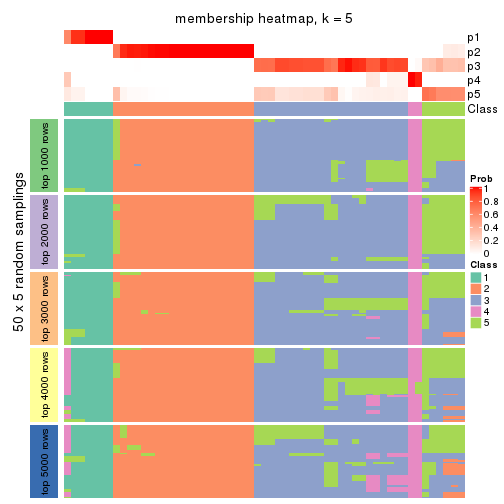 membership heatmap, k = 5
p1
p2
p3
p4
p5
Class
50 x 5 random samplings
top 1000 rows
top 2000 rows
top 3000 rows
top 4000 rows
top 5000 rows
Prob
1
0.8
0.6
0.4
0.2
0
Class
1
2
3
4
5